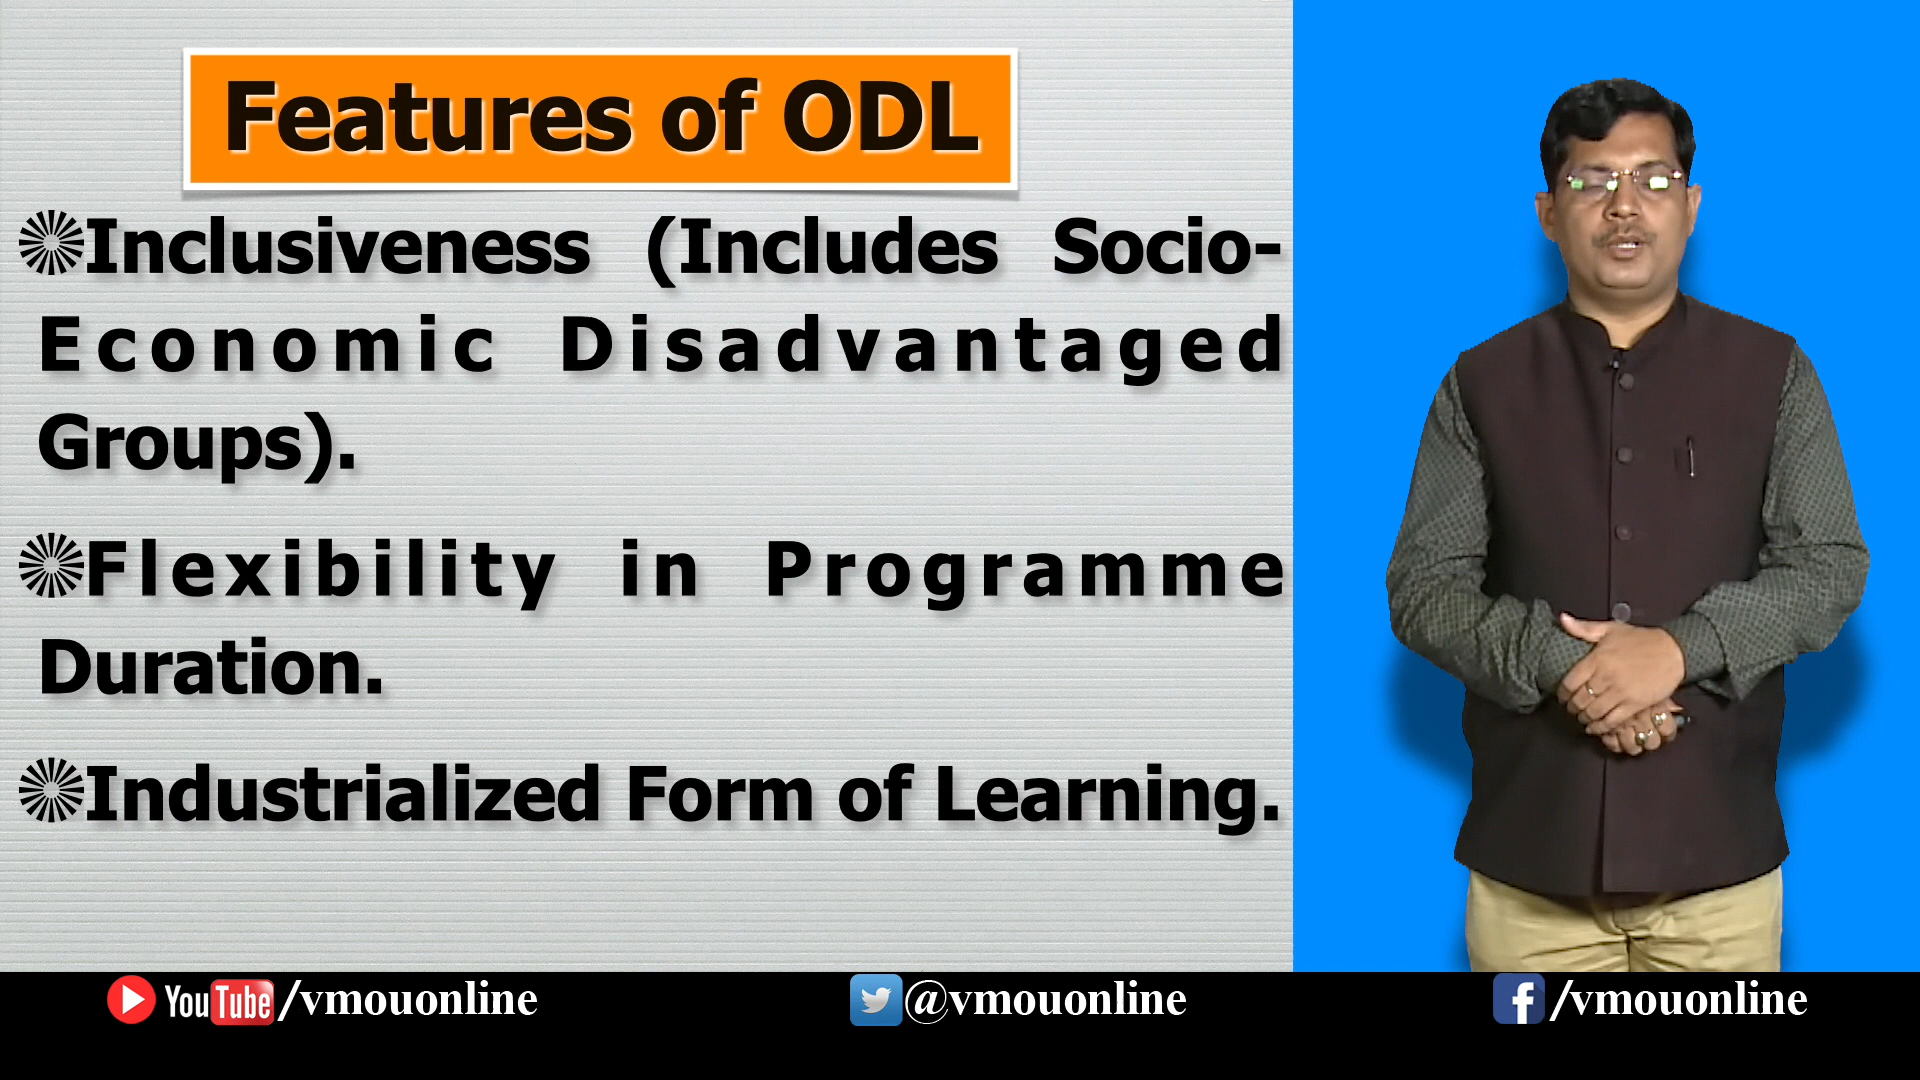 Features of ODL
Inclusiveness (Includes Socio-
Economic Disadvantaged
Groups).
Flexibility in Programme
Duration.
Industrialized Form of Learning.
YouTube/vmouonline
@vmouonline
/vmouonline